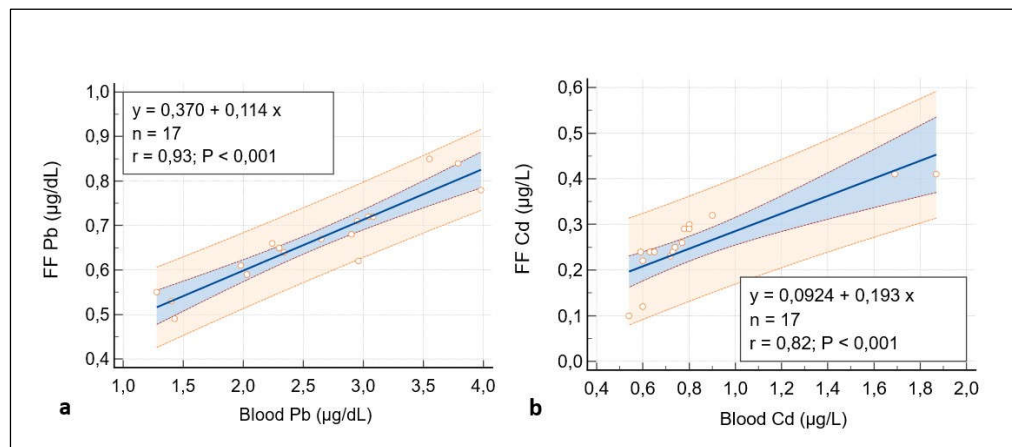 1,0
0,9
0,8
0,7
0,6
0,5
0,4
FF Pb (µg/dL)
y = 0,370 + 0,114 x
n = 17
r = 0,93; P < 0,001
1,0 1,5 2,0 2,5 3,0 3,5 4,0
Blood Pb (µg/dL)
a
0,6
0,5
0,4
0,3
0,2
0,1
0,0
FF Cd (µg/L)
y = 0,0924 + 0,193 x
n = 17
r = 0,82; P < 0,001
0,4 0,6 0,8 1,0 1,2 1,4 1,6 1,8 2,0
Blood Cd (µg/L)
b